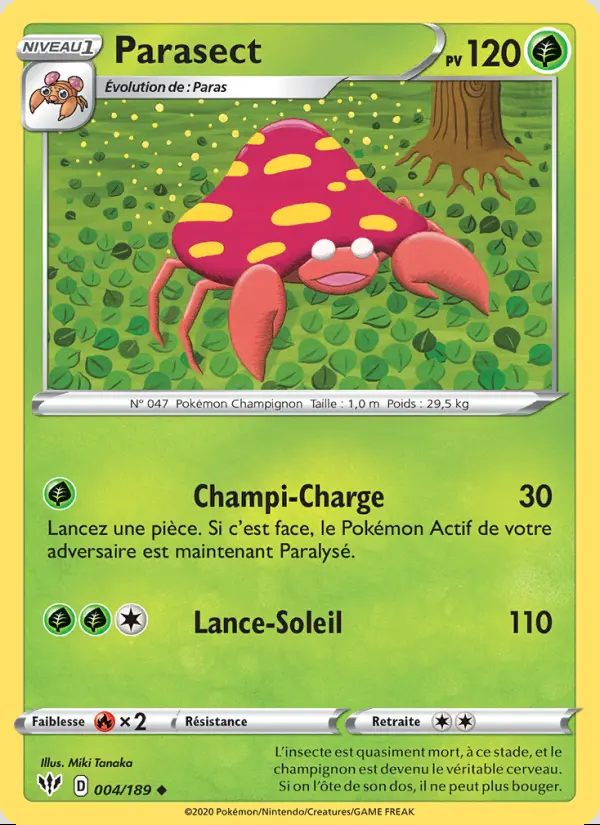 NIVEAU 1
Parasect
PV 120
Évolution de : Paras
N° 047 Pokémon Champignon Taille : 1,0 m Poids : 29,5 kg
Champi-Charge 30
Lancez une pièce. Si c'est face, le Pokémon Actif de votre
adversaire est maintenant Paralysé.
Lance-Soleil 110
Faiblesse ×2 Résistance Retraite
Illus. Miki Tanaka
D 004/189
L'insecte est quasiment mort, à ce stade, et le
champignon est devenu le véritable cerveau.
Si on l'ôte de son dos, il ne peut plus bouger.
©2020 Pokémon/Nintendo/Creatures/GAME FREAK